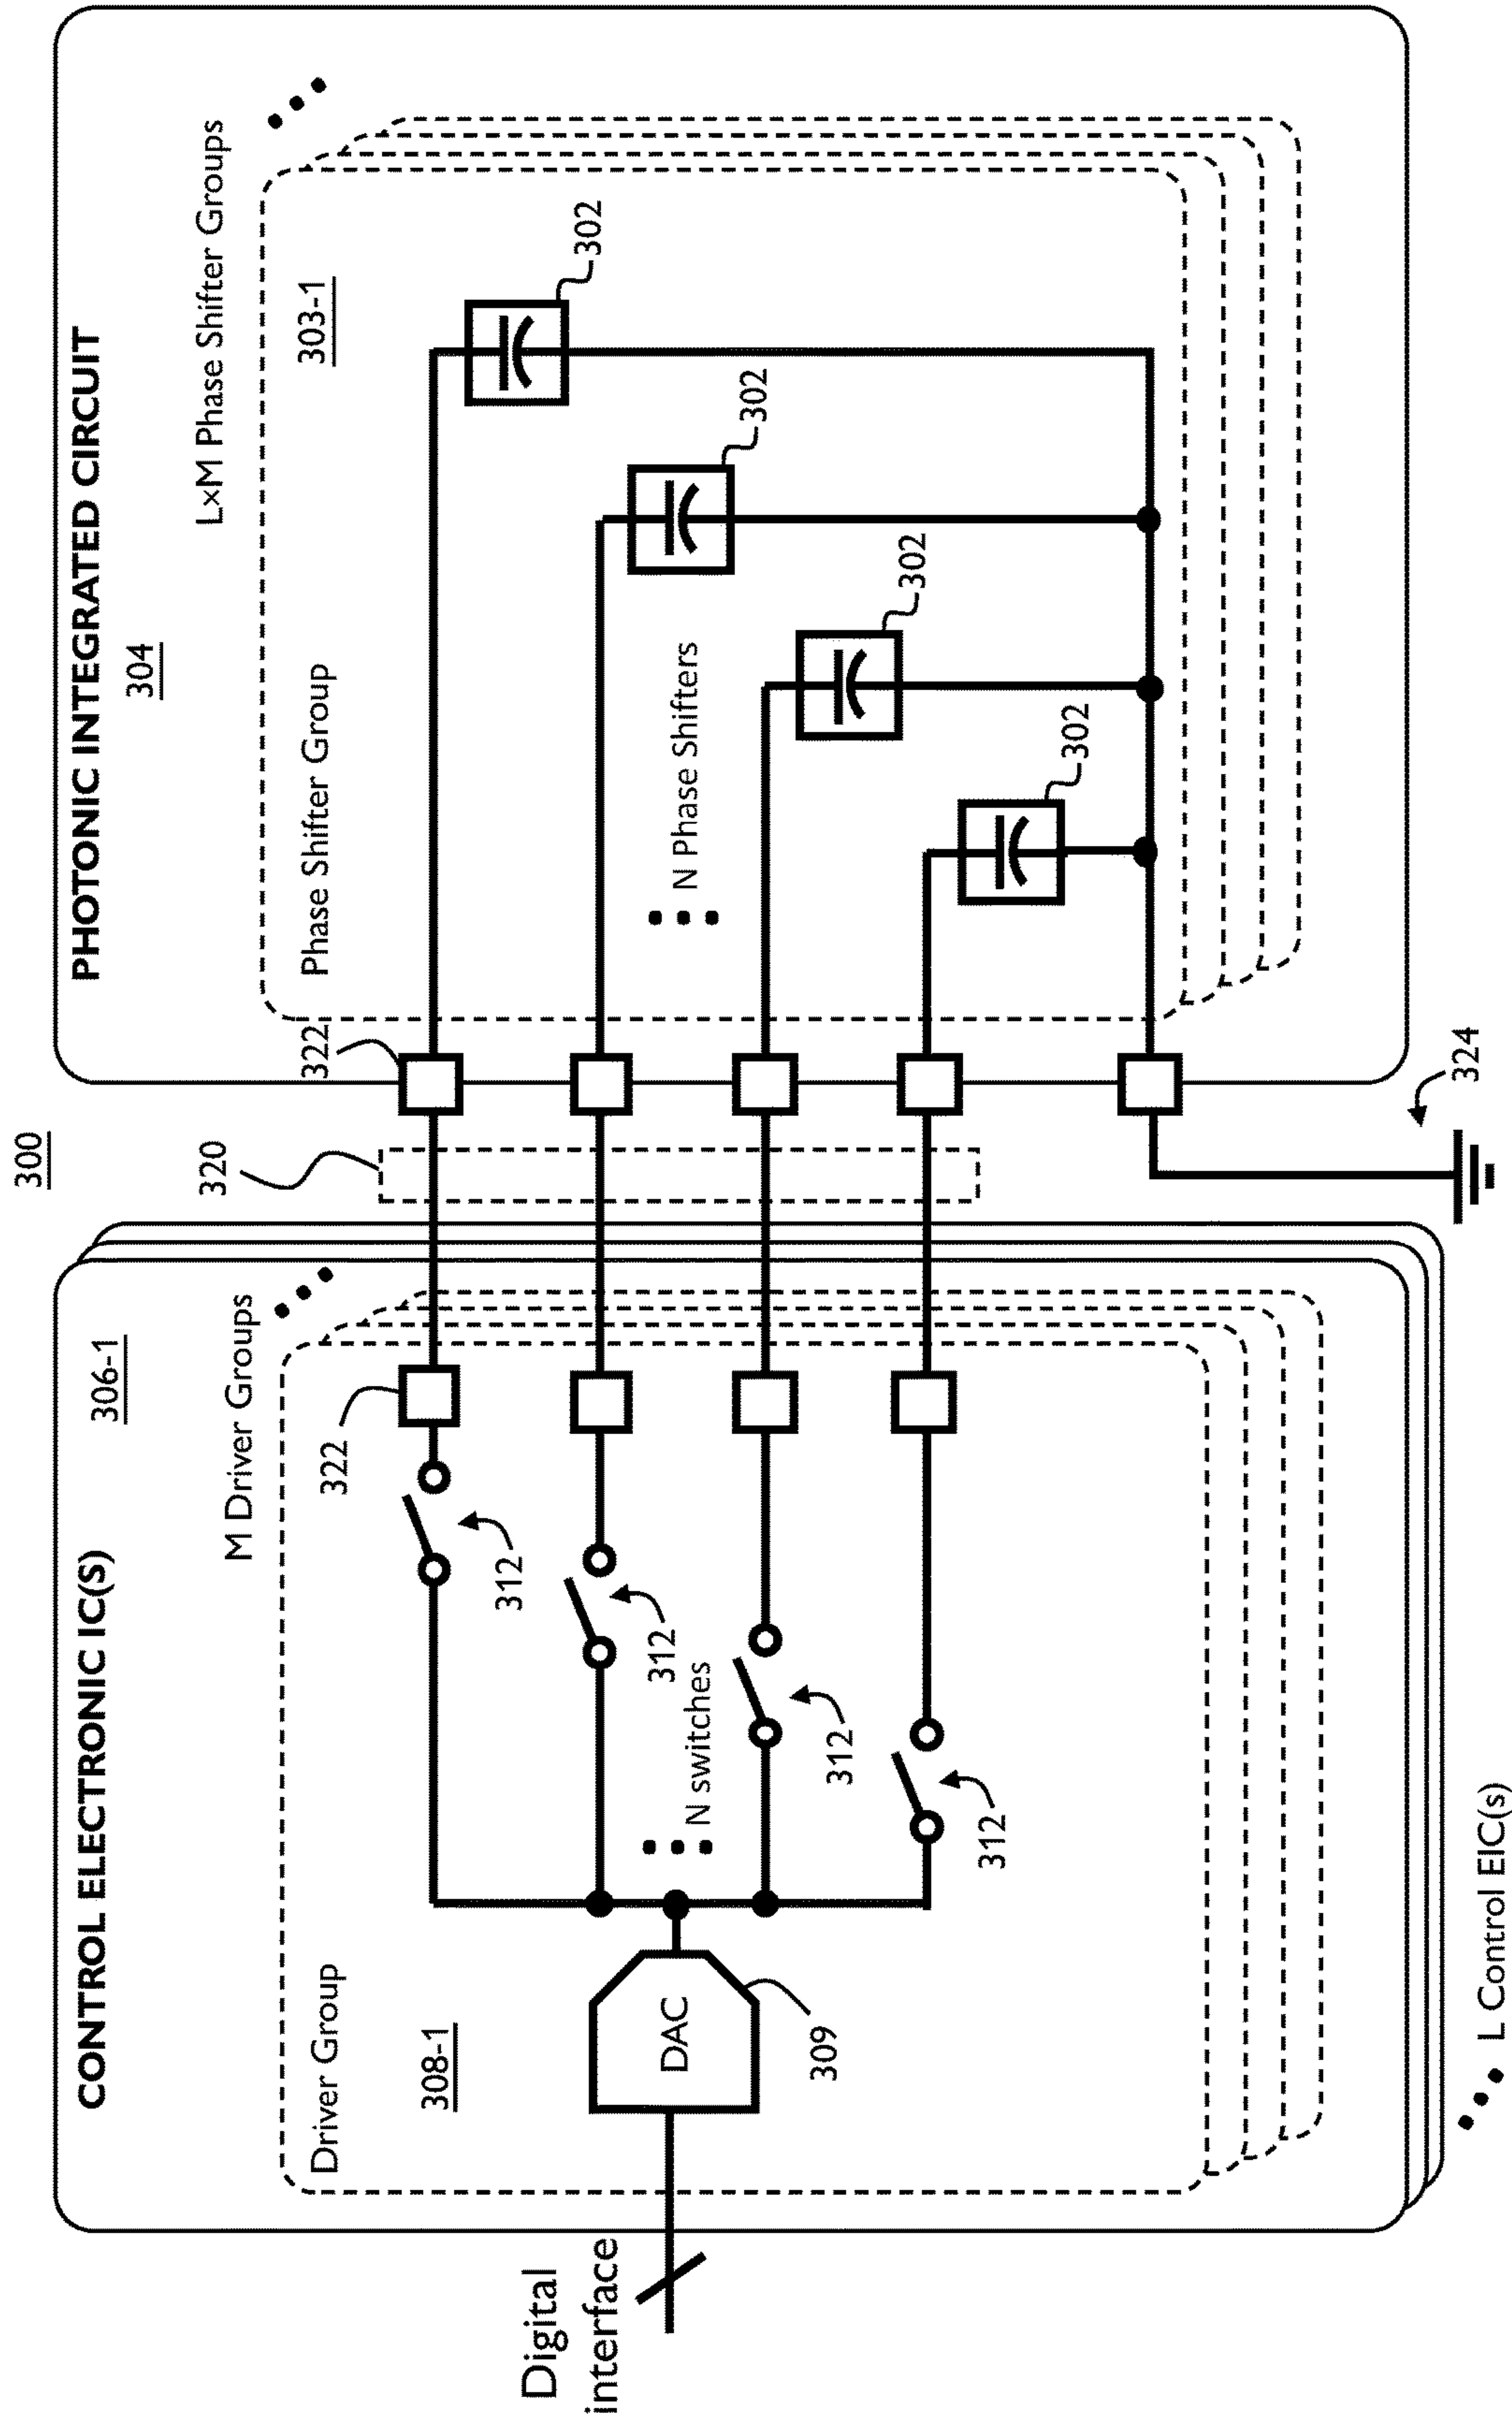 300
CONTROL ELECTRONIC IC(S)
306-1
M Driver Groups
Driver Group
308-1
Digital
interface
DAC
309
N switches
312
312
312
312
322
L Control EIC(s)
320
322
PHOTONIC INTEGRATED CIRCUIT
304
L×M Phase Shifter Groups
Phase Shifter Group
303-1
N Phase Shifters
302
302
302
302
324